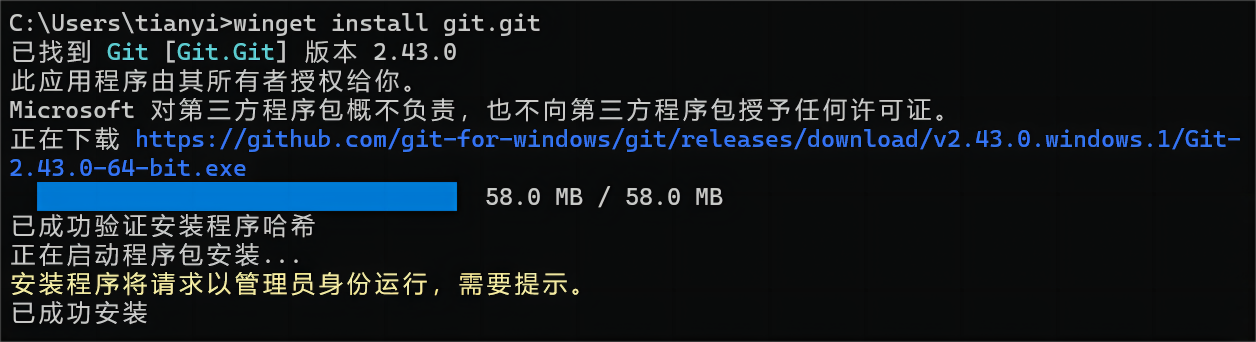 C:\Users\tianyi>winget install git.git
已找到 Git [Git.Git] 版本 2.43.0
此应用程序由其所有者授权给你。
Microsoft 对第三方程序包概不负责，也不向第三方程序包授予任何许可证。
正在下载 https://github.com/git-for-windows/git/releases/download/v2.43.0.windows.1/Git-
2.43.0-64-bit.exe
58.0 MB / 58.0 MB
已成功验证安装程序哈希
正在启动程序包安装...
安装程序将请求以管理员身份运行，需要提示。
已成功安装